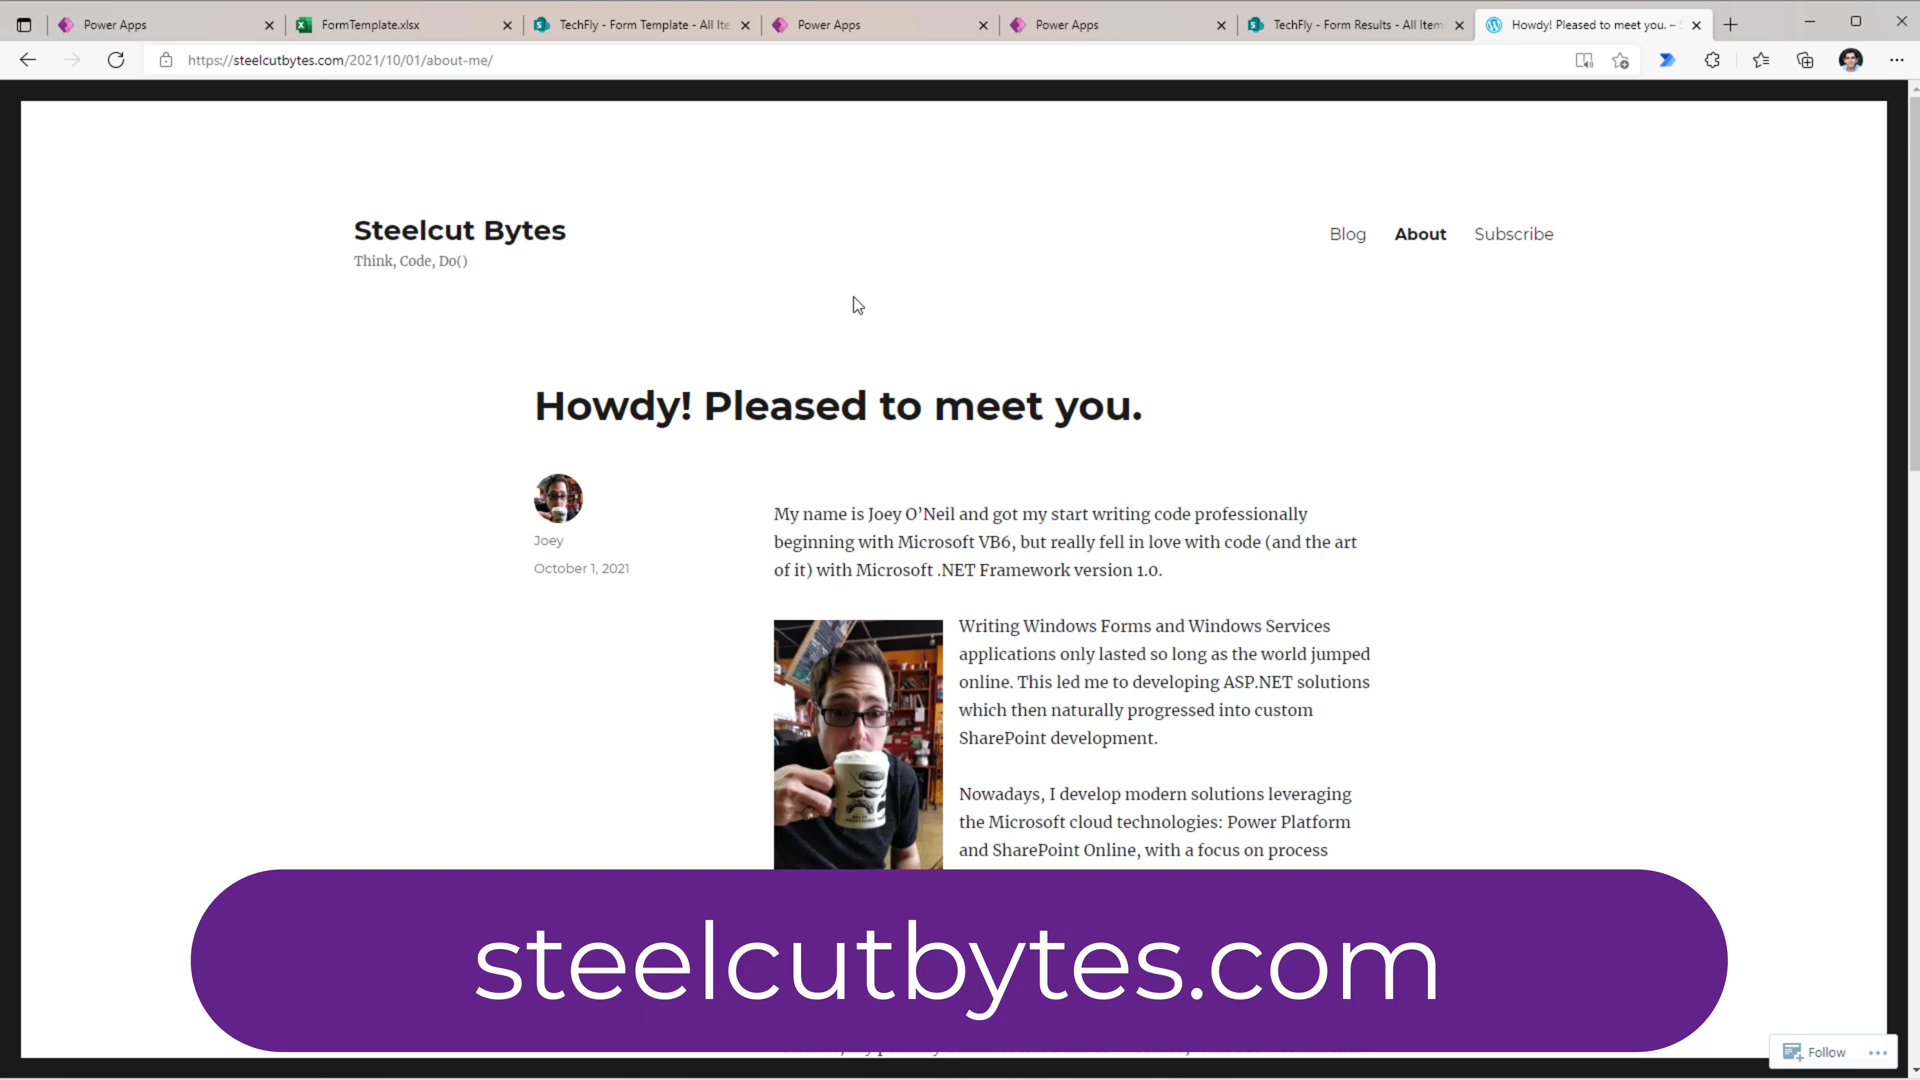 Power Apps
FormTemplate.xlsx
TechFly - Form Template - All Ite
Power Apps
Power Apps
TechFly - Form Results - All Item
Howdy! Pleased to meet you. –
https://steelcutbytes.com/2021/10/01/about-me/
Steelcut Bytes
Think, Code, Do()
Blog
About
Subscribe
Howdy! Pleased to meet you.
Joey
October 1, 2021
My name is Joey O’Neil and got my start writing code professionally
beginning with Microsoft VB6, but really fell in love with code (and the art
of it) with Microsoft .NET Framework version 1.0.
Writing Windows Forms and Windows Services
applications only lasted so long as the world jumped
online. This led me to developing ASP.NET solutions
which then naturally progressed into custom
SharePoint development.
Nowadays, I develop modern solutions leveraging
the Microsoft cloud technologies: Power Platform
and SharePoint Online, with a focus on process
steelcutbytes.com
Follow